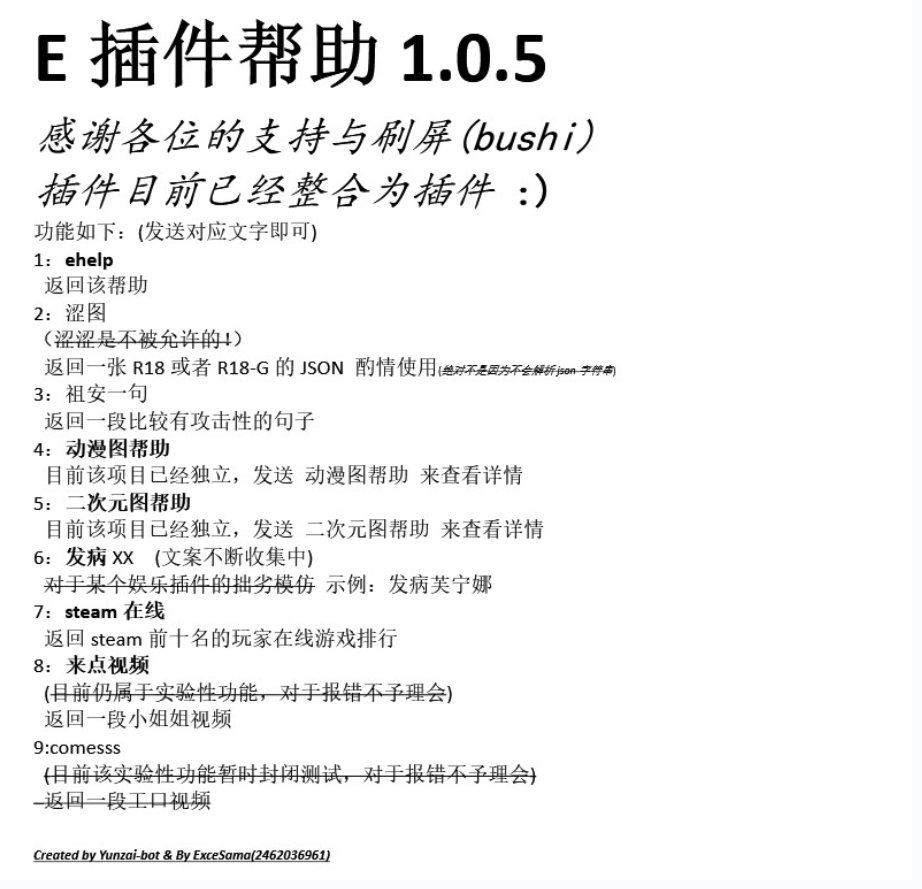 E 插件帮助 1.0.5
感谢各位的支持与刷屏(bushi)
插件目前已经整合为插件 :)
功能如下：(发送对应文字即可)
1：ehelp
返回该帮助
2：涩图
（涩涩是不被允许的!）
返回一张 R18 或者 R18-G 的 JSON 酌情使用(绝对不是因为不会解析 json 字符串)
3：祖安一句
返回一段比较有攻击性的句子
4：动漫图帮助
目前该项目已经独立，发送 动漫图帮助 来查看详情
5：二次元图帮助
目前该项目已经独立，发送 二次元图帮助 来查看详情
6：发病 XX (文案不断收集中)
对于某个娱乐插件的拙劣模仿 示例：发病芙宁娜
7：steam 在线
返回 steam 前十名的玩家在线游戏排行
8：来点视频
(目前仍属于实验性功能，对于报错不予理会)
返回一段小姐姐视频
9:comesss
(目前该实验性功能暂时封闭测试，对于报错不予理会)
返回一段工口视频
Created by Yunzai-bot & By ExceSama(2462036961)